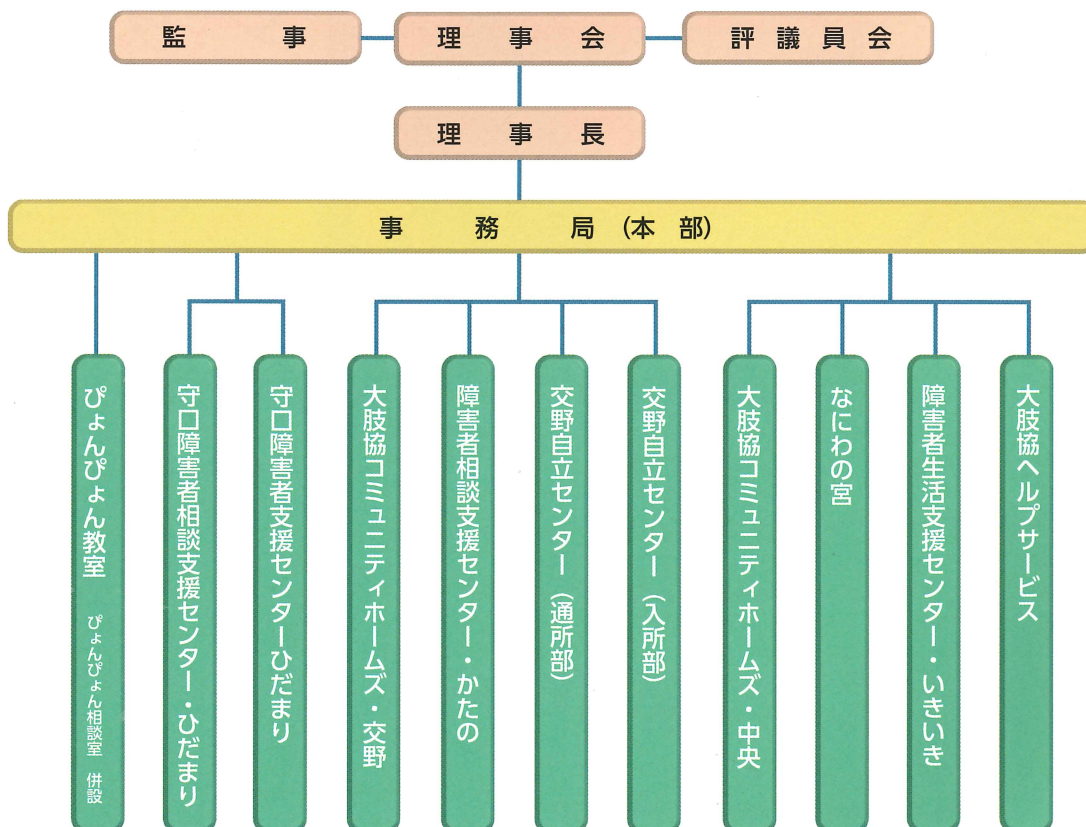 監事
理事会
評議員会
理事長
事務局（本部）
ぴょんぴょん教室 ぴょんぴょん相談室 併設
守口障害者相談支援センター・ひだまり
守口障害者支援センターひだまり
大肢協コミュニティホームズ・交野
障害者相談支援センター・かたの
交野自立センター（通所部）
交野自立センター（入所部）
大肢協コミュニティホームズ・中央
なにわの宮
障害者生活支援センター・いきいき
大肢協ヘルプサービス